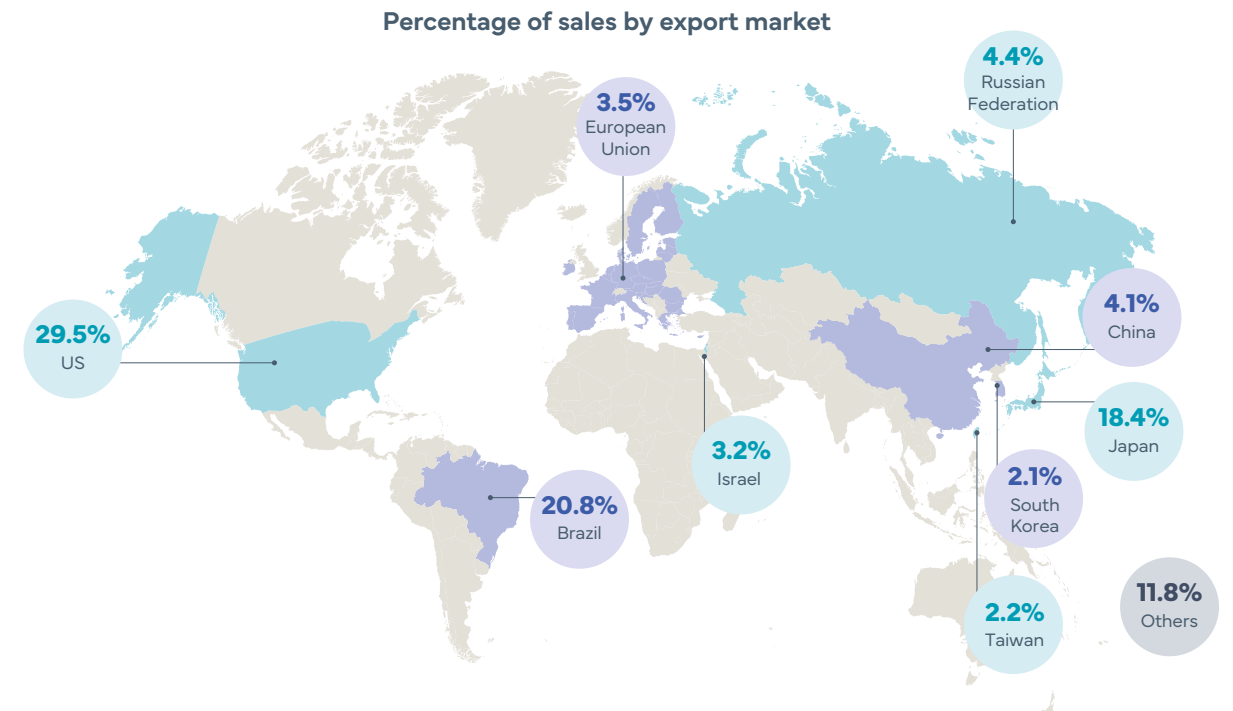 Percentage of sales by export market
4.4%
Russian
Federation
3.5%
European
Union
4.1%
China
29.5%
US
18.4%
Japan
3.2%
Israel
2.1%
South
Korea
20.8%
Brazil
11.8%
Others
2.2%
Taiwan